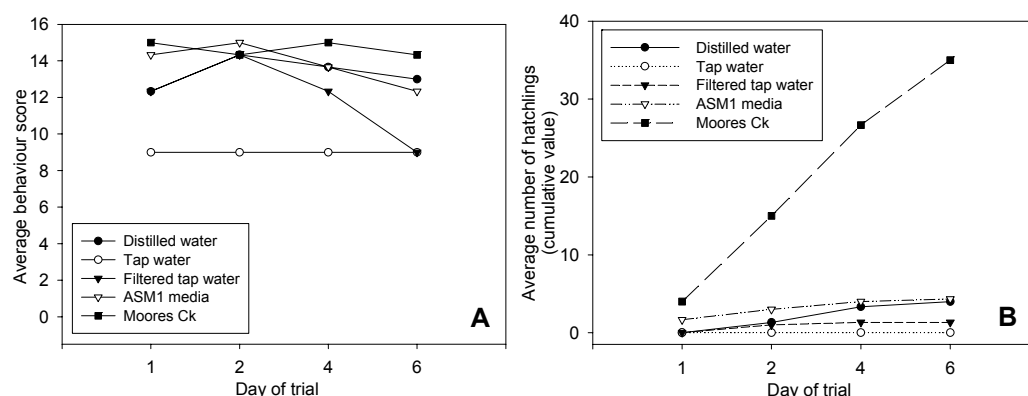 Average behaviour score
16
14
12
10
8
6
4
2
0
Distilled water
Tap water
Filtered tap water
ASM1 media
Moores Ck
A
1 2 4 6
Day of trial
Average number of hatchlings
(cumulative value)
40
30
20
10
0
Distilled water
Tap water
Filtered tap water
ASM1 media
Moores Ck
B
1 2 4 6
Day of trial